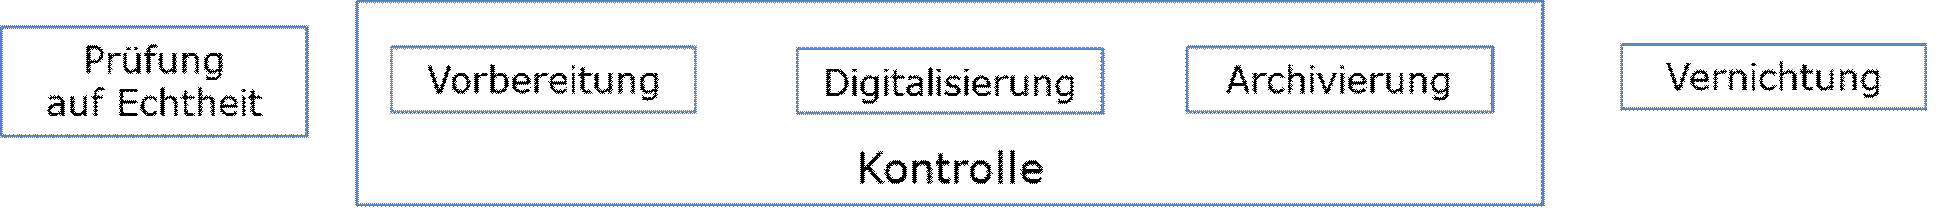 Prüfung
auf Echtheit
Vorbereitung
Digitalisierung
Archivierung
Kontrolle
Vernichtung